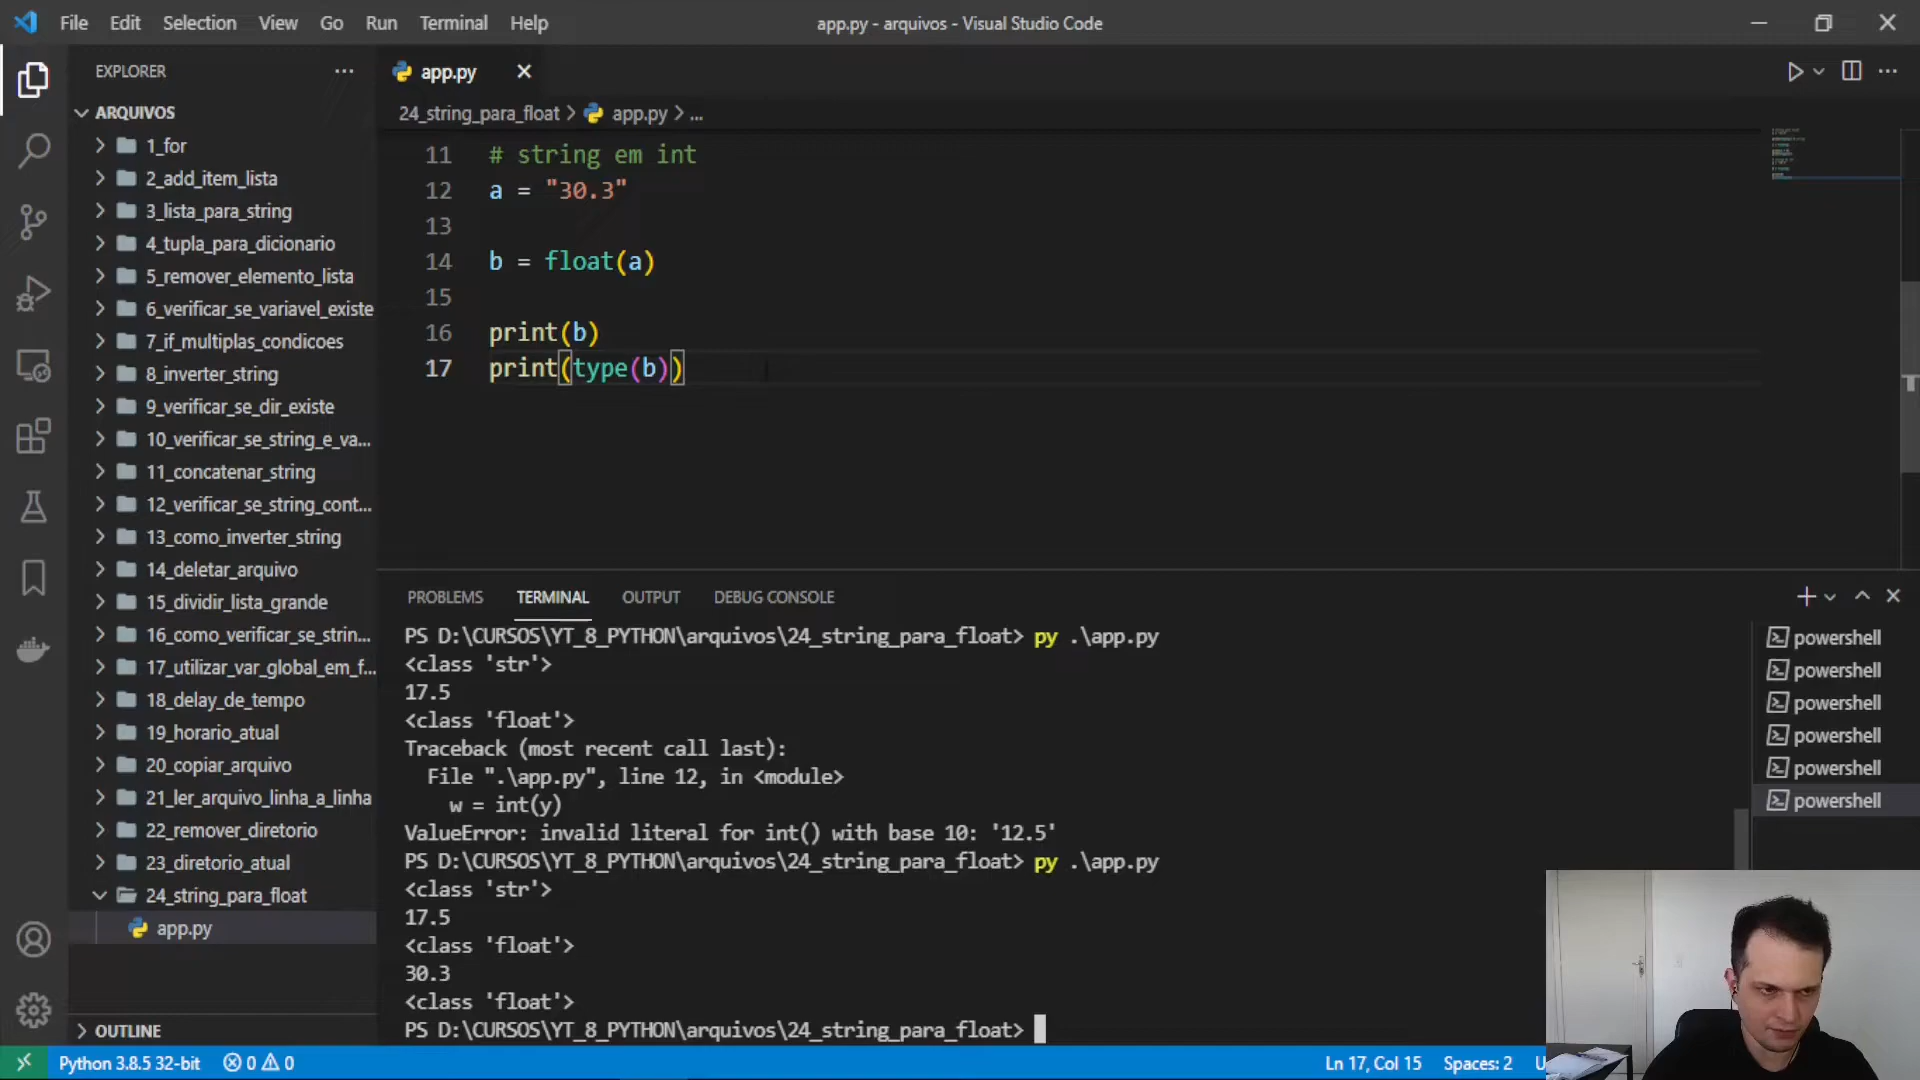 File Edit Selection View Go Run Terminal Help
app.py - arquivos - Visual Studio Code
EXPLORER
ARQUIVOS
1_for
2_add_item_lista
3_lista_para_string
4_tupla_para_dicionario
5_remover_elemento_lista
6_verificar_se_variavel_existe
7_if_multiplas_condicoes
8_inverter_string
9_verificar_se_dir_existe
10_verificar_se_string_e_va...
11_concatenar_string
12_verificar_se_string_cont...
13_como_inverter_string
14_deletar_arquivo
15_dividir_lista_grande
16_como_verificar_se_strin...
17_utilizar_var_global_em_f...
18_delay_de_tempo
19_horario_atual
20_copiar_arquivo
21_ler_arquivo_linha_a_linha
22_remover_diretorio
23_diretorio_atual
24_string_para_float
app.py
OUTLINE
app.py
24_string_para_float > app.py > ...
11 # string em int
12 a = "30.3"
13
14 b = float(a)
15
16 print(b)
17 print(type(b))
PROBLEMS TERMINAL OUTPUT DEBUG CONSOLE
PS D:\CURSOS\YT_8_PYTHON\arquivos\24_string_para_float> py .\app.py
<class 'str'>
17.5
<class 'float'>
Traceback (most recent call last):
File ".\app.py", line 12, in <module>
w = int(y)
ValueError: invalid literal for int() with base 10: '12.5'
PS D:\CURSOS\YT_8_PYTHON\arquivos\24_string_para_float> py .\app.py
<class 'str'>
17.5
<class 'float'>
30.3
<class 'float'>
PS D:\CURSOS\YT_8_PYTHON\arquivos\24_string_para_float>
powershell
powershell
powershell
powershell
powershell
powershell
Python 3.8.5 32-bit 0 0
Ln 17, Col 15 Spaces: 2